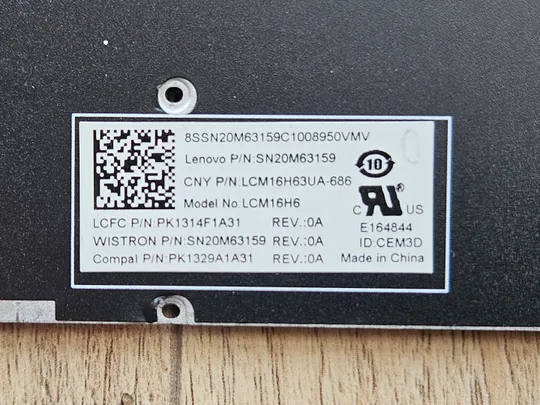 8SSN20M63159C1008950VMV
Lenovo P/N:SN20M63159
CNY P/N:LCM16H63UA-686
Model No:LCM16H6
LCFC P/N:PK1314F1A31 REV.:0A
WISTRON P/N:SN20M63159 REV.:0A
Compal P/N:PK1329A1A31 REV.:0A
10
C RU US
E164844
ID:CEM3D
Made in China